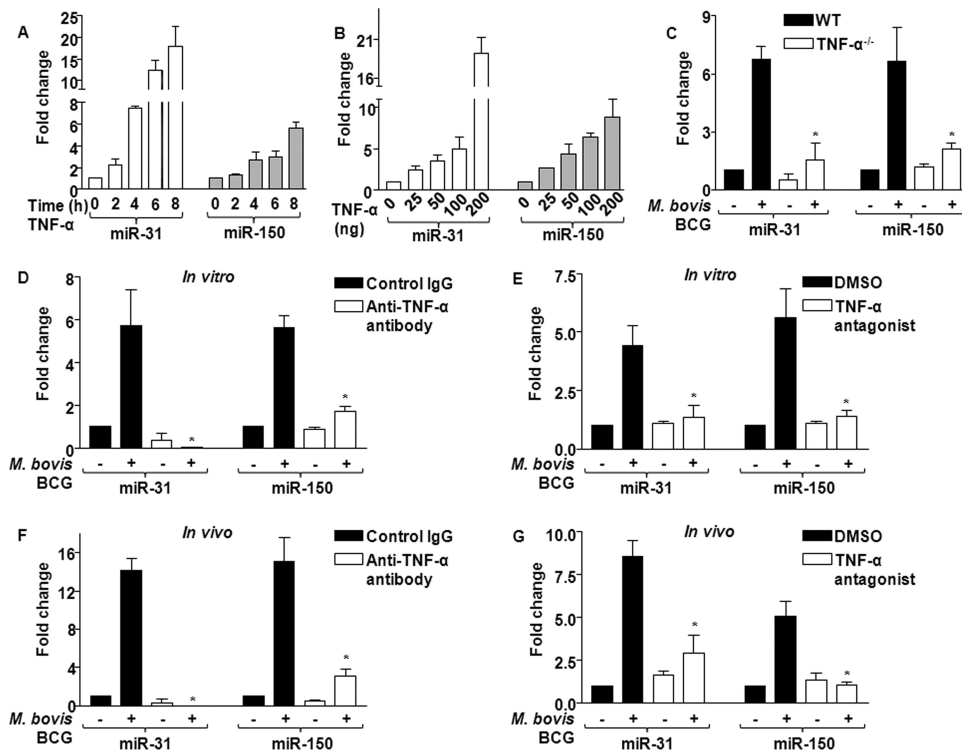 A
Fold change
25
20
15
10
8
6
4
2
0
Time (h) 0 2 4 6 8 0 2 4 6 8
TNF-α
miR-31 miR-150
B
Fold change
21
16
10
5
0
TNF-α (ng) 0 25 50 100 200 0 25 50 100 200
miR-31 miR-150
C
WT
TNF-α-/-
Fold change
9
6
3
0
* *
M. bovis BCG - + - + - + - +
miR-31 miR-150
D
In vitro
Control IgG
Anti-TNF-α
antibody
Fold change
8
6
4
2
0
* *
M. bovis BCG - + - + - + - +
miR-31 miR-150
E
In vitro
DMSO
TNF-α
antagonist
Fold change
7.5
5.0
2.5
0.0
* *
M. bovis BCG - + - + - + - +
miR-31 miR-150
F
In vivo
Control IgG
Anti-TNF-α
antibody
Fold change
16
12
8
4
0
* *
M. bovis BCG - + - + - + - +
miR-31 miR-150
G
In vivo
DMSO
TNF-α
antagonist
Fold change
10.0
7.5
5.0
2.5
0.0
* *
M. bovis BCG - + - + - + - +
miR-31 miR-150